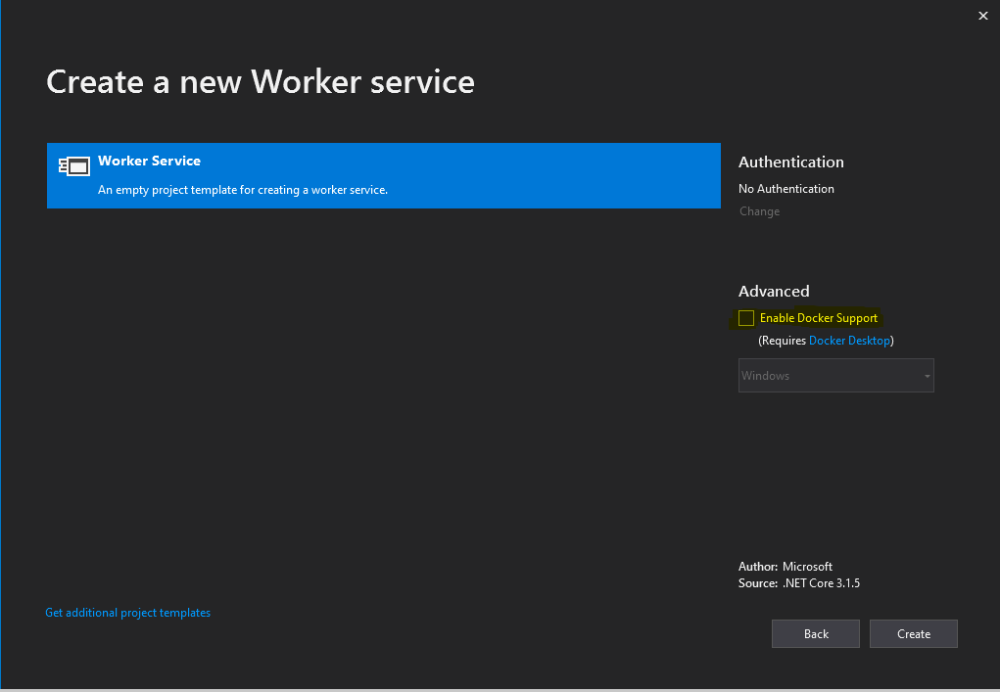 Create a new Worker service
Worker Service
An empty project template for creating a worker service.
Authentication
No Authentication
Change
Advanced
Enable Docker Support
(Requires Docker Desktop)
Windows
Author: Microsoft
Source: .NET Core 3.1.5
Get additional project templates
Back
Create